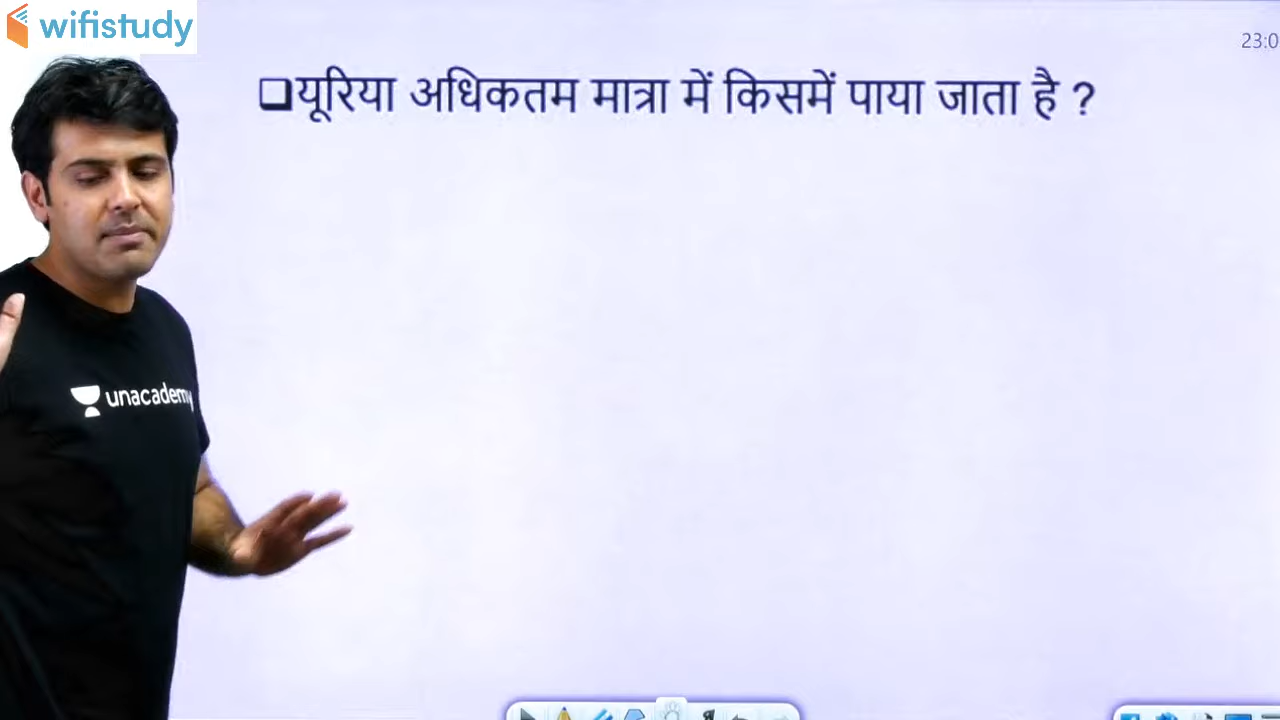 wifistudy
23:0
❑यूरिया अधिकतम मात्रा में किसमें पाया जाता है ?
unacademy